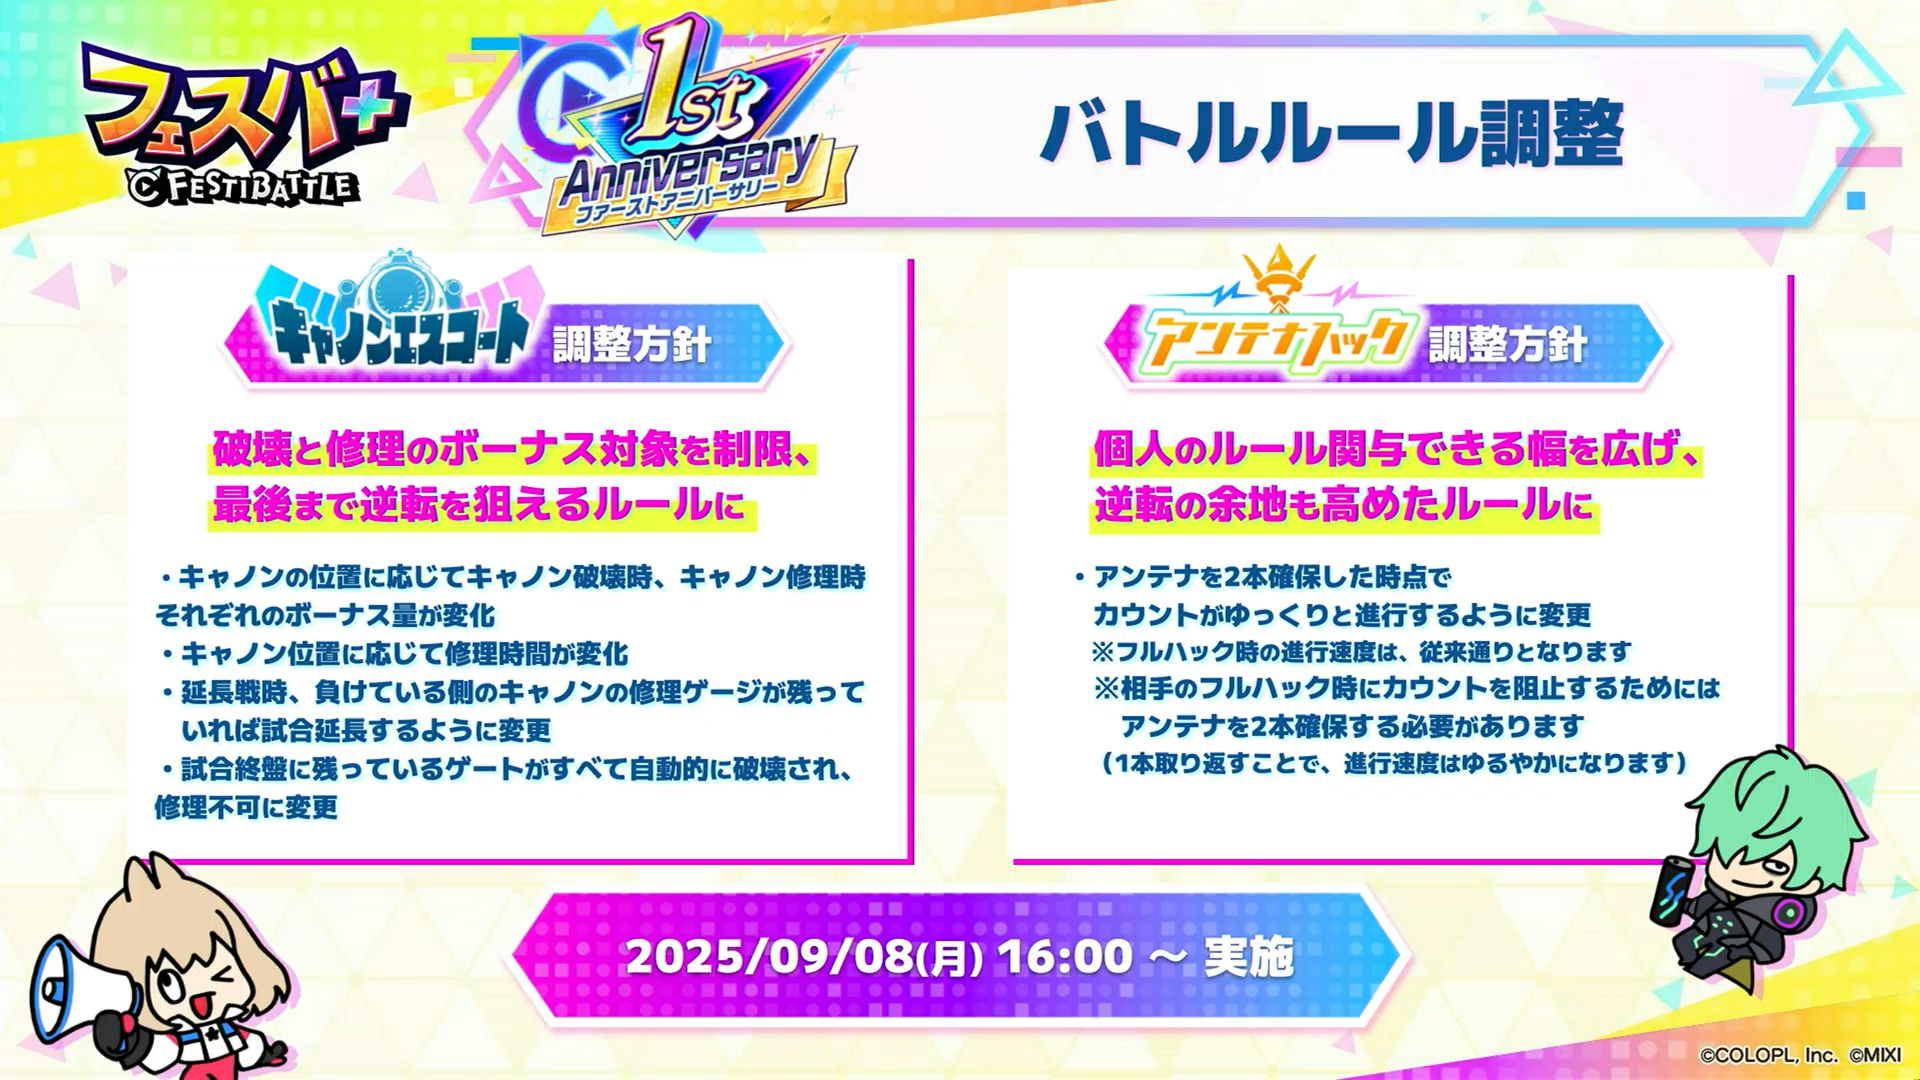 フェスバ+
FESTIBATTLE
1st
Anniversary
ファーストアニバーサリー
バトルルール調整
キャノンエスコート 調整方針
破壊と修理のボーナス対象を制限、
最後まで逆転を狙えるルールに
・キャノンの位置に応じてキャノン破壊時、キャノン修理時
それぞれのボーナス量が変化
・キャノン位置に応じて修理時間が変化
・延長戦時、負けている側のキャノンの修理ゲージが残って
いれば試合延長するように変更
・試合終盤に残っているゲートがすべて自動的に破壊され、
修理不可に変更
アンテナハック 調整方針
個人のルール関与できる幅を広げ、
逆転の余地も高めたルールに
・アンテナを2本確保した時点で
カウントがゆっくりと進行するように変更
※フルハック時の進行速度は、従来通りとなります
※相手のフルハック時にカウントを阻止するためには
アンテナを2本確保する必要があります
（1本取り返すことで、進行速度はゆるやかになります）
2025/09/08(月) 16:00 ～ 実施
©COLOPL, Inc. ©MIXI